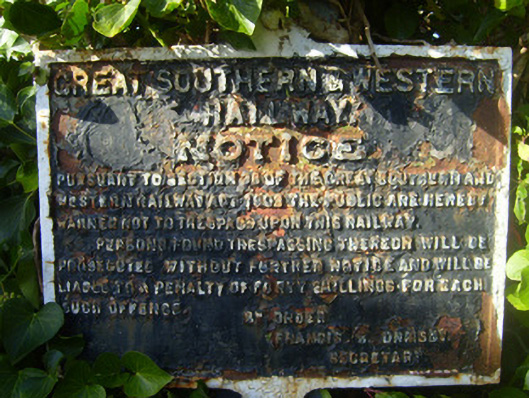 GREAT SOUTHERN & WESTERN
RAILWAY.
NOTICE.
PURSUANT TO SECTION OF THE GREAT SOUTHERN AND
WESTERN RAILWAY ACT, THE PUBLIC ARE HEREBY
WARNED NOT TO TRESPASS UPON THIS RAILWAY.
PERSONS FOUND TRESPASSING THEREON WILL BE
PROSECUTED WITHOUT FURTHER NOTICE AND WILL BE
LIABLE TO A PENALTY OF FORTY SHILLINGS FOR EACH
SUCH OFFENCE.
BY ORDER
FRANCIS B. ORMSBY
SECRETARY